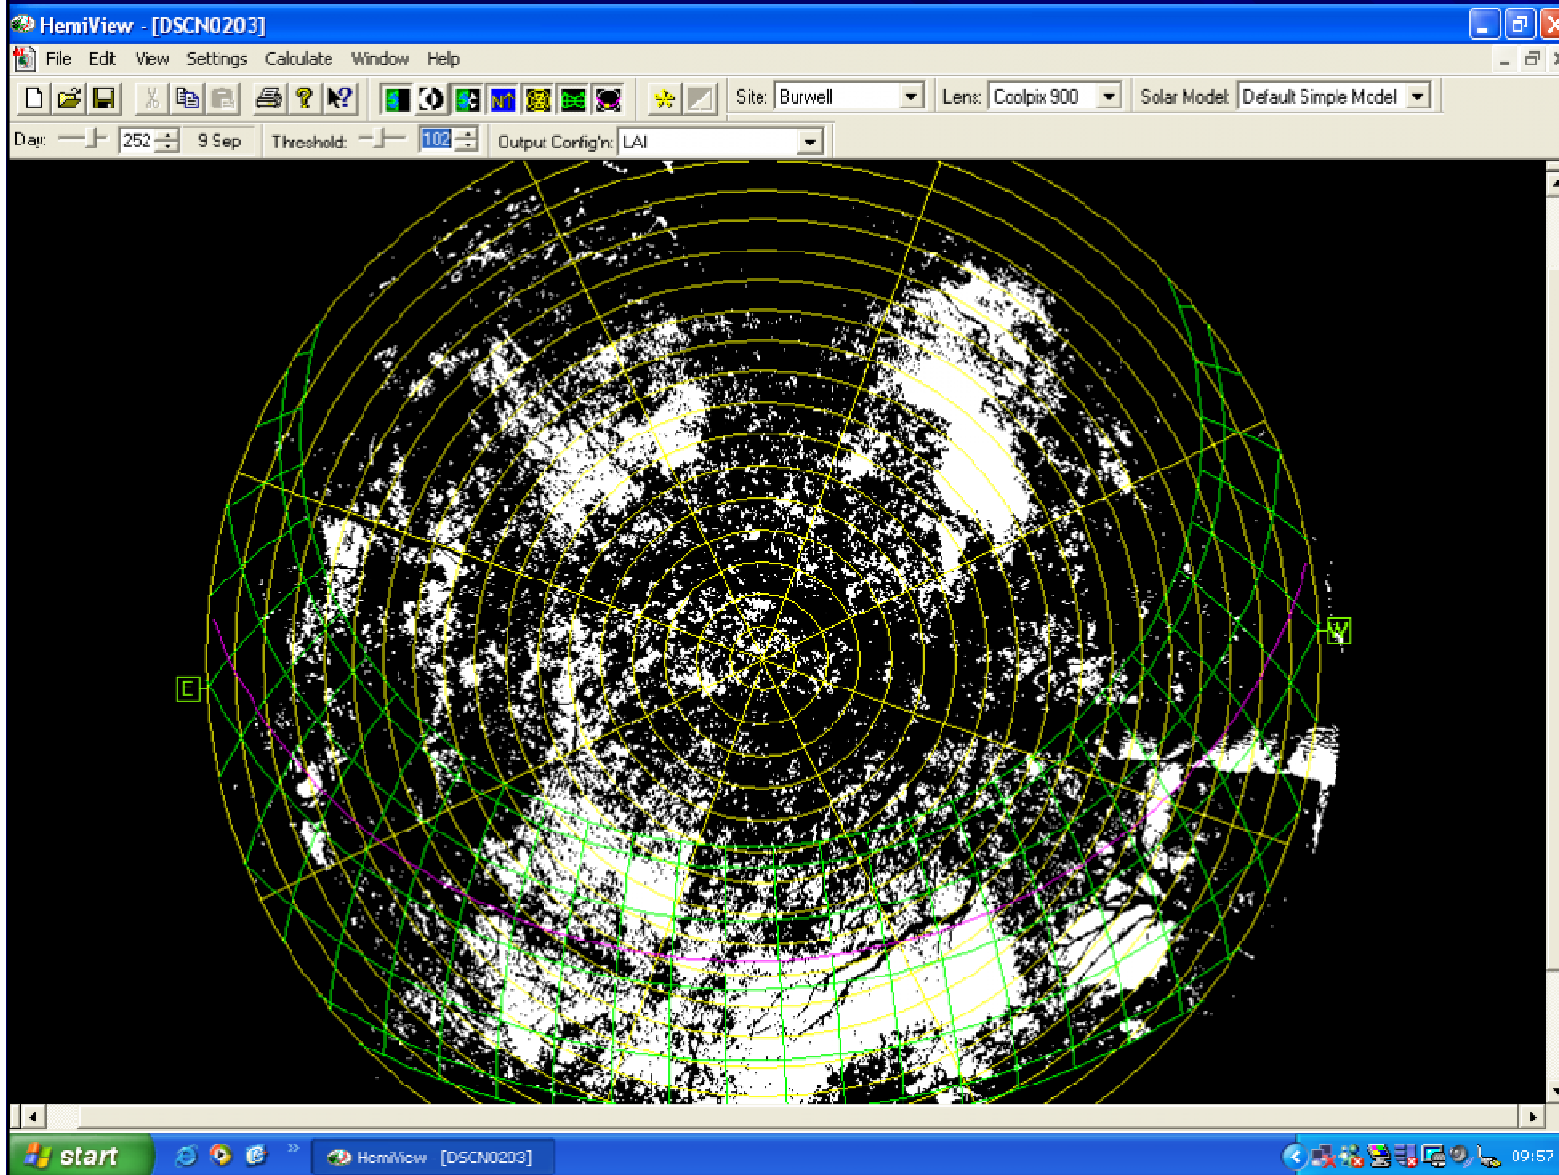 HemiView - [DSCN0203]
File Edit View Settings Calculate Window Help
Site: Burwell Lens: Coolpix 900 Solar Model: Default Simple Model
Day: 252 9 Sep Threshold: 102 Output Config'n: LAI
W
E
start HemiView [DSCN0203] 09:57